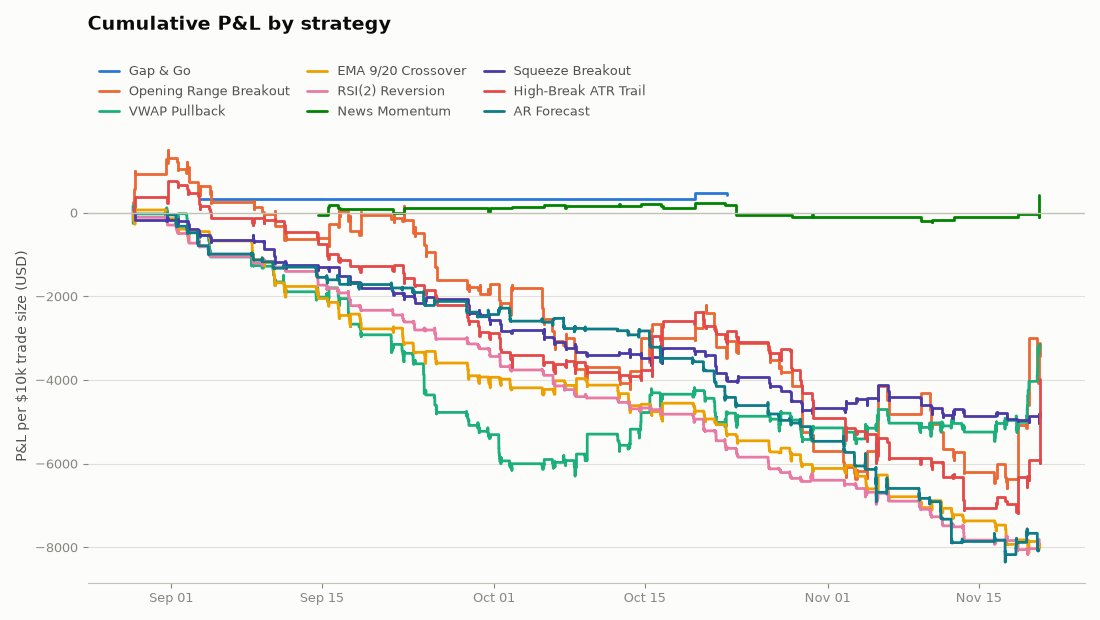 Cumulative P&L by strategy
Gap & Go
EMA 9/20 Crossover
Squeeze Breakout
Opening Range Breakout
RSI(2) Reversion
High-Break ATR Trail
VWAP Pullback
News Momentum
AR Forecast
P&L per $10k trade size (USD)
0
−2000
−4000
−6000
−8000
Sep 01
Sep 15
Oct 01
Oct 15
Nov 01
Nov 15